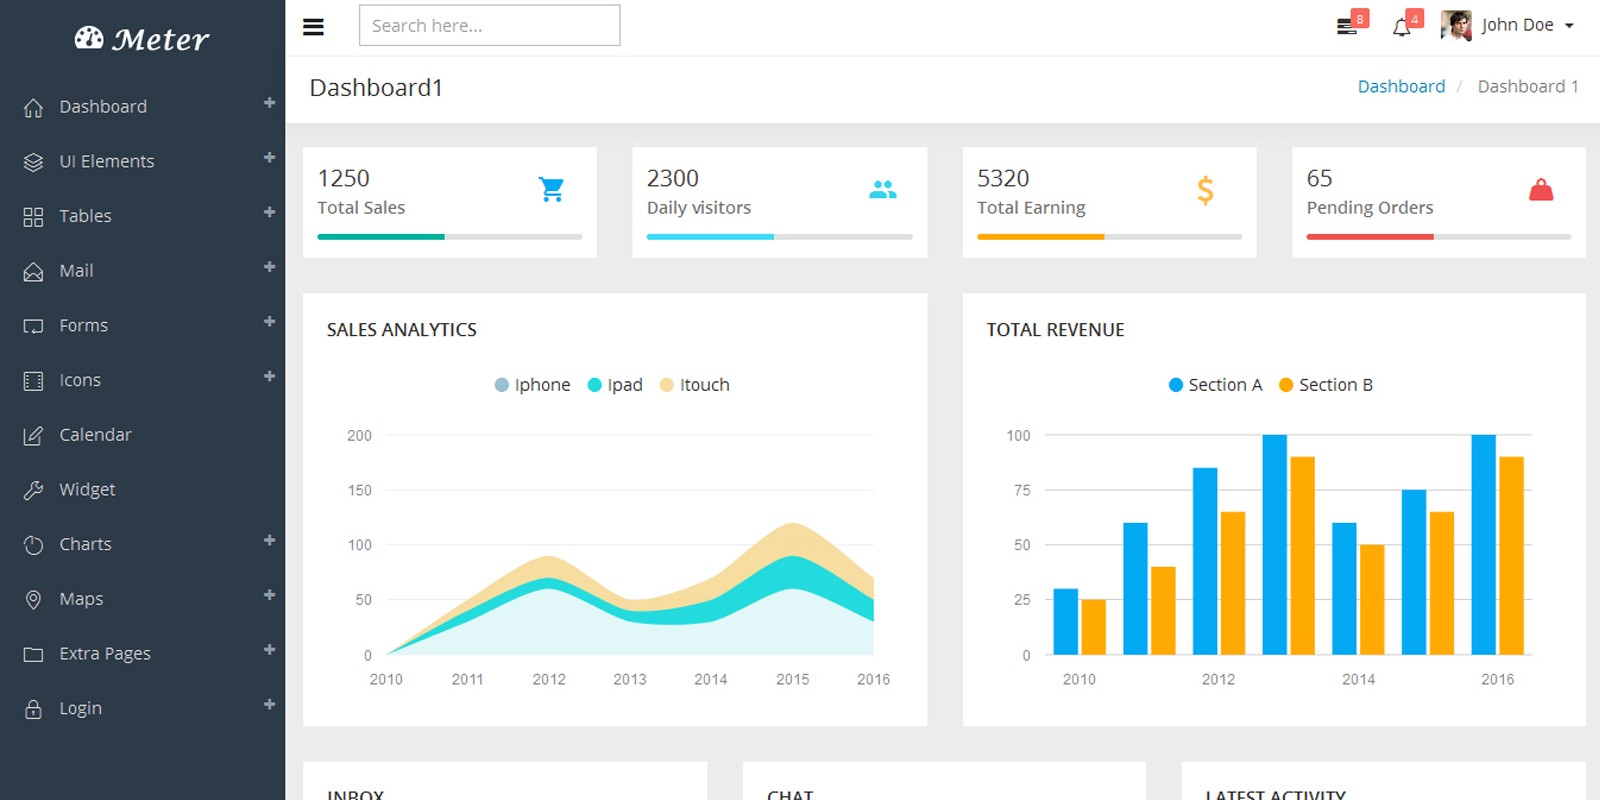 Meter
Search here...
8
4
John Doe
Dashboard1
Dashboard / Dashboard 1
Dashboard +
UI Elements +
Tables +
Mail +
Forms +
Icons +
Calendar
Widget
Charts +
Maps +
Extra Pages +
Login +
1250
Total Sales
2300
Daily visitors
5320
Total Earning
$
65
Pending Orders
SALES ANALYTICS
Iphone Ipad Itouch
200
150
100
50
0
2010 2011 2012 2013 2014 2015 2016
TOTAL REVENUE
Section A Section B
100
75
50
25
0
2010 2012 2014 2016
INBOX
CHAT
LATEST ACTIVITY